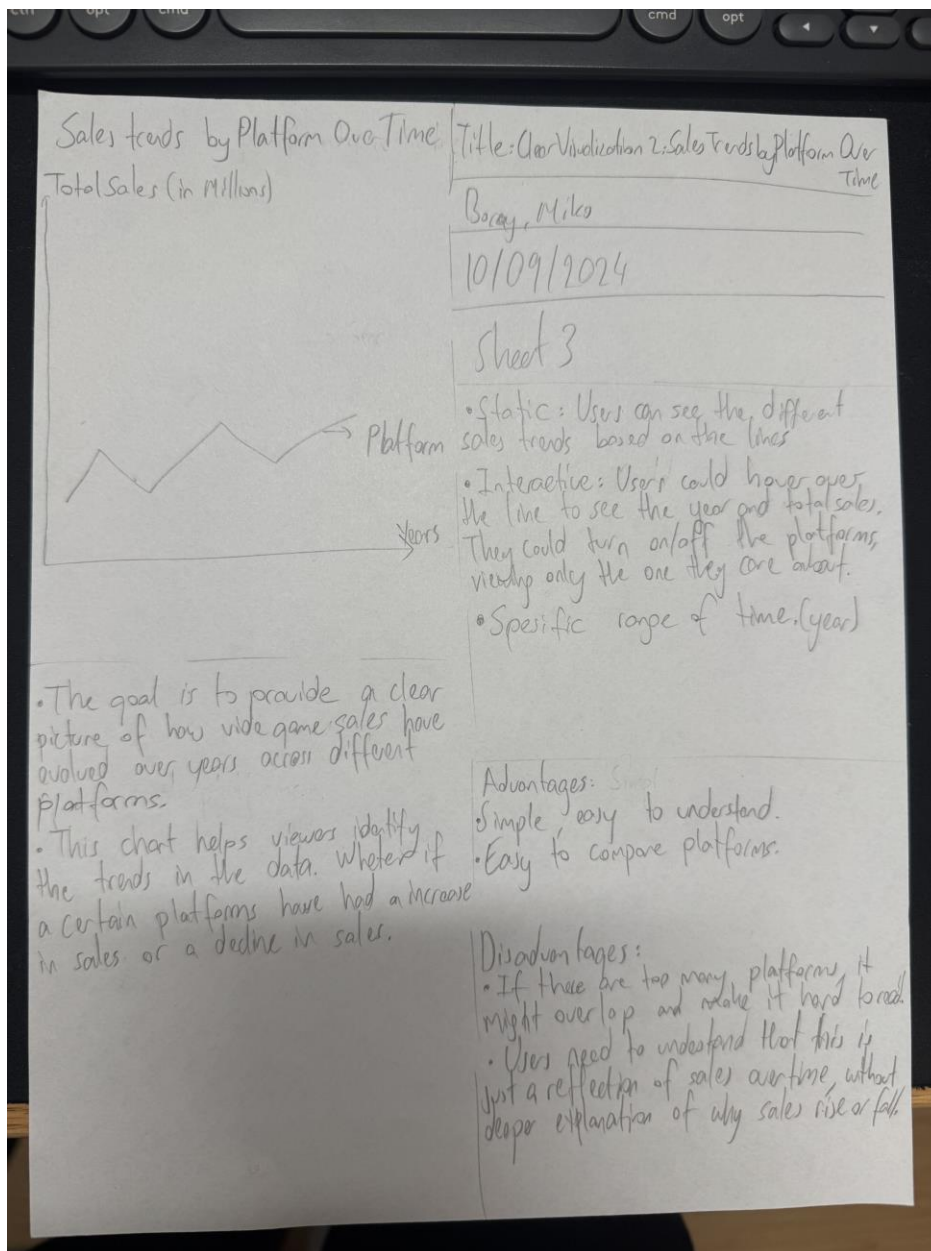 Sales trends by Platform Over Time
Total Sales (in Millions)
Platform
Years
• The goal is to provide a clear
picture of how vide game sales have
evolved over years across different
platforms.
• This chart helps viewers identify
the trends in the data. Wheter if
a certain platforms have had a increase
in sales or a decline in sales.
Title: Clear Visualization 2: Sales Trends by Platform Over
Time
Miko
10/09/2024
Sheet 3
• Static: Users can see the different
sales trends based on the lines
• Interactive: Users could hover over
the line to see the year and total sales.
They could turn on/off the platforms,
viewing only the one they care about.
• Spesific range of time. (year)
Advantages:
Simple, easy to understand.
• Easy to compare platforms.
Disadvantages:
• If there are too many platforms, it
might overlap and make it hard to read.
• Users need to understand that this is
just a reflection of sales over time, without
deeper explanation of why sales rise or fall.
cmd
opt
cmd
opt